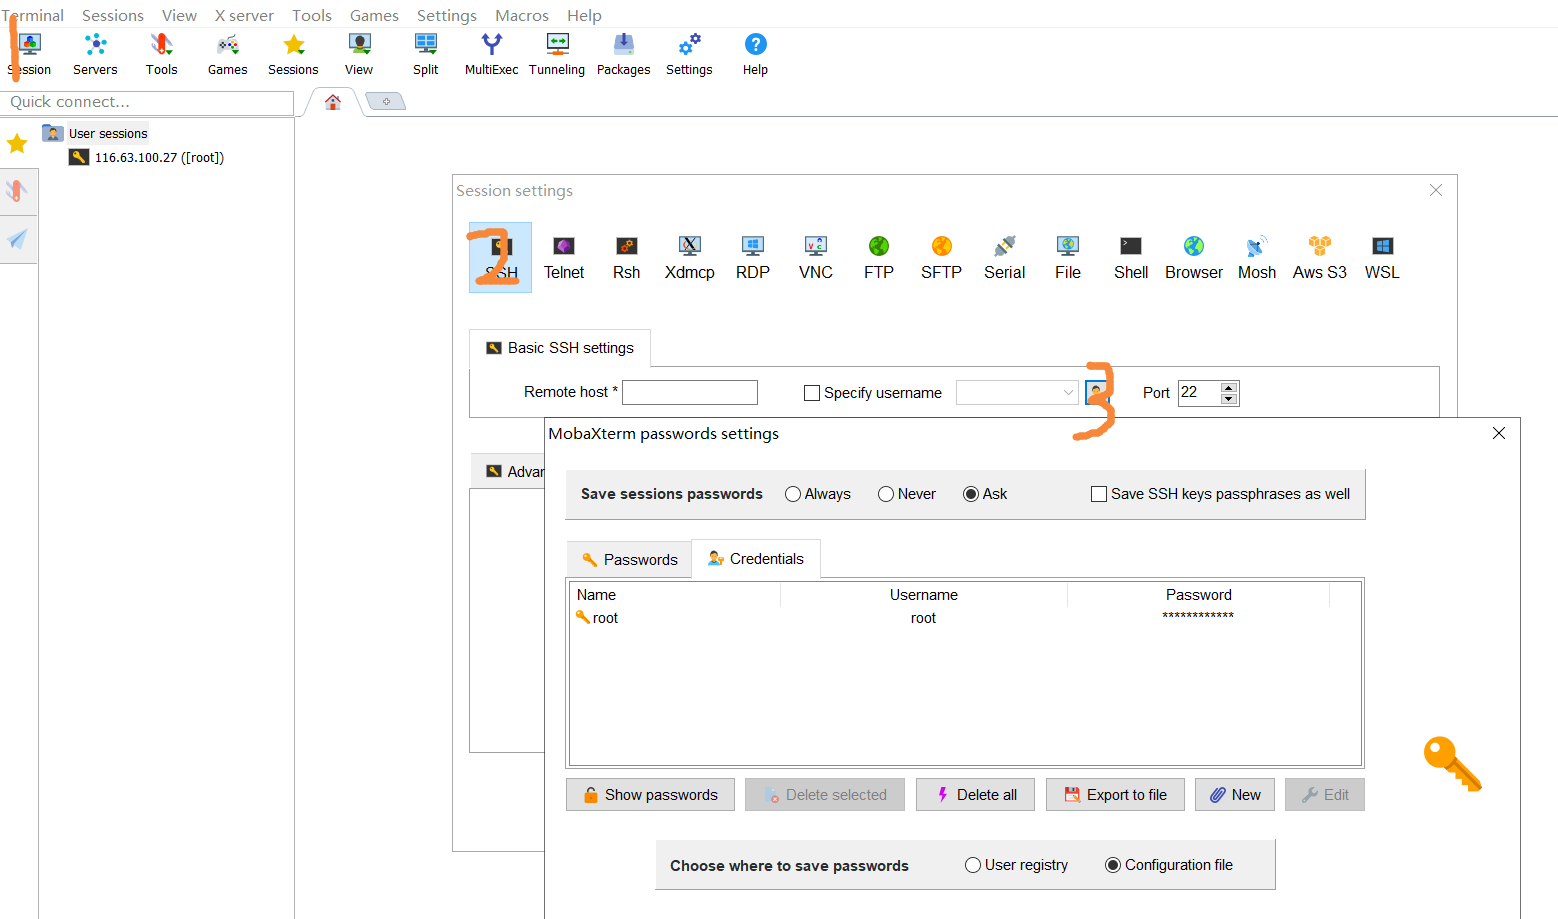 Terminal Sessions View X server Tools Games Settings Macros Help
1
Session Servers Tools Games Sessions View Split MultiExec Tunneling Packages Settings Help
Quick connect...
User sessions
116.63.100.27 ([root])
Session settings
2
SSH Telnet Rsh Xdmcp RDP VNC FTP SFTP Serial File Shell Browser Mosh Aws S3 WSL
Basic SSH settings
3
Remote host * Specify username Port 22
MobaXterm passwords settings
Advan
Save sessions passwords Always Never Ask Save SSH keys passphrases as well
Passwords Credentials
Name Username Password
root root ************
Show passwords Delete selected Delete all Export to file New Edit
Choose where to save passwords User registry Configuration file